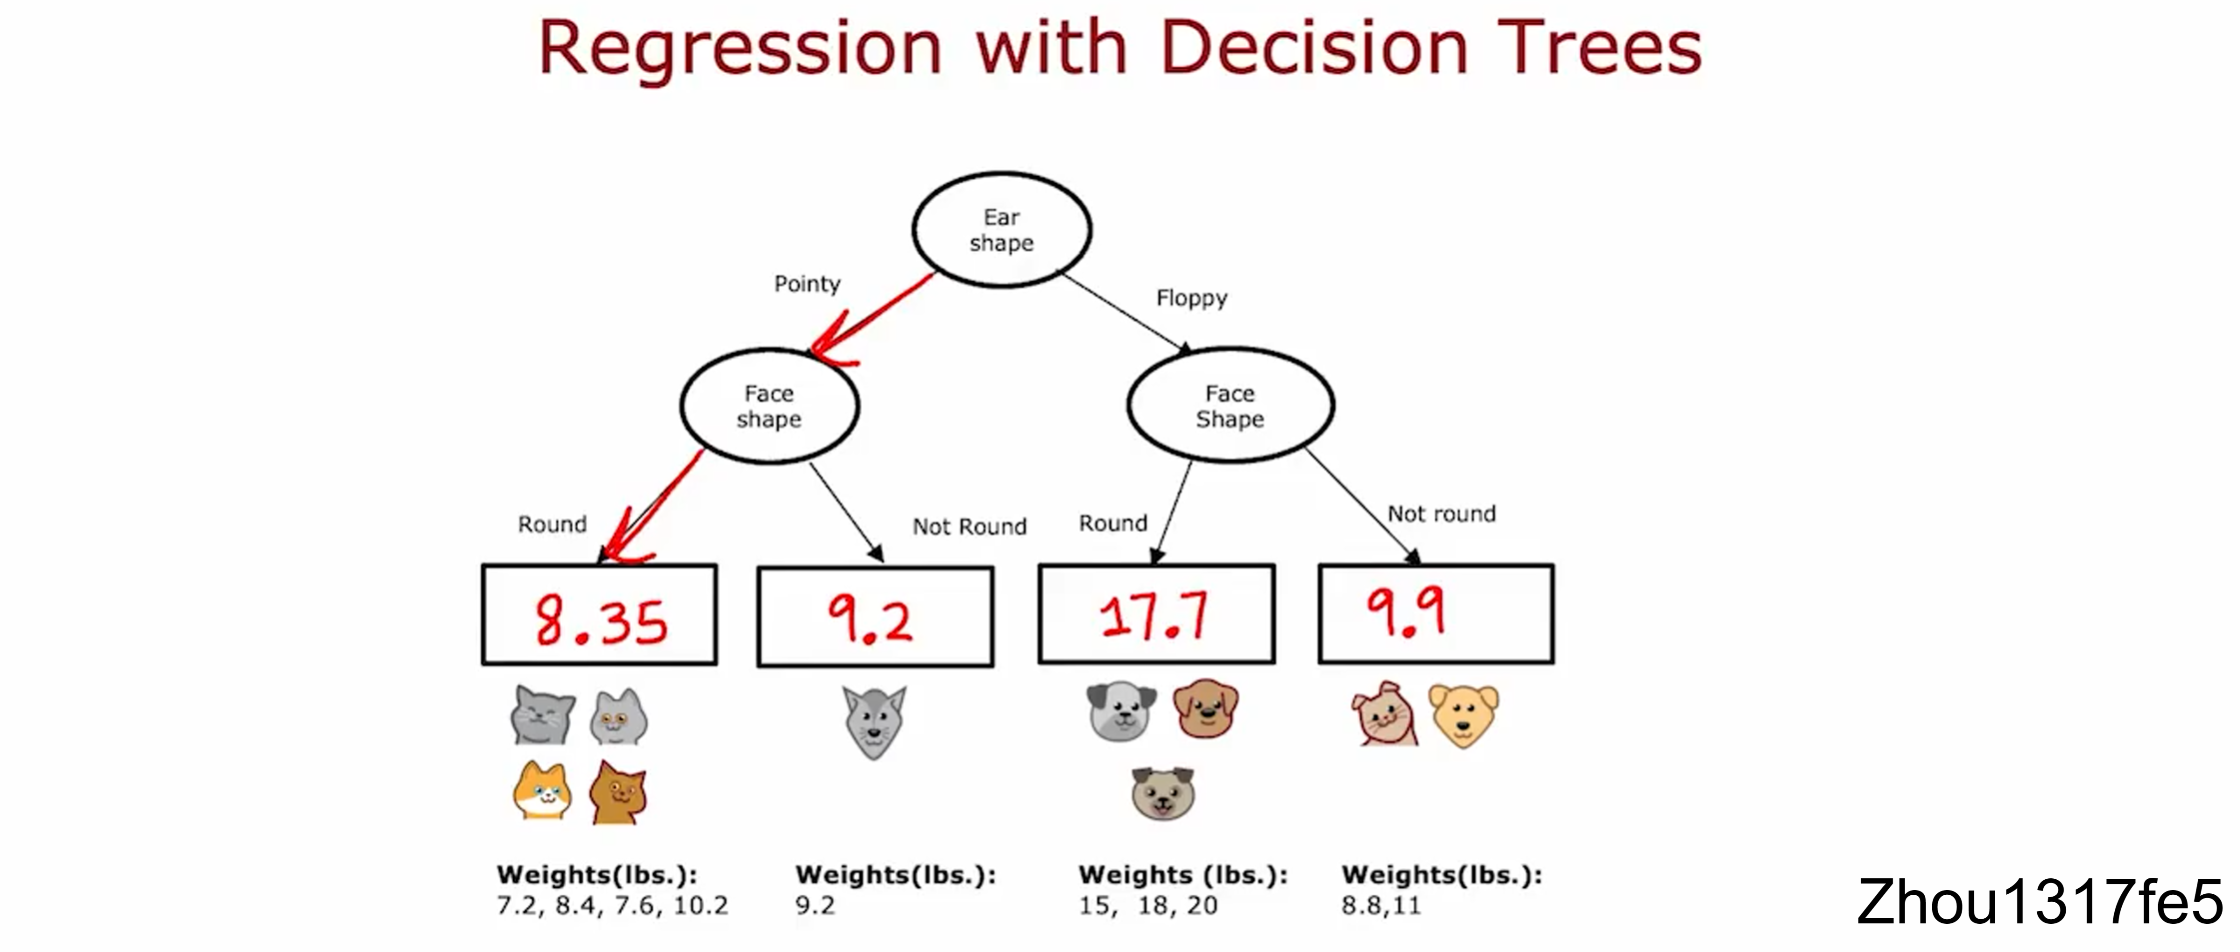 Regression with Decision Trees
Ear
shape
Pointy
Floppy
Face
shape
Face
Shape
Round
Not Round
Round
Not round
8.35
9.2
17.7
9.9
Weights(lbs.):
7.2, 8.4, 7.6, 10.2
Weights(lbs.):
9.2
Weights (lbs.):
15, 18, 20
Weights(lbs.):
8.8,11
Zhou1317fe5